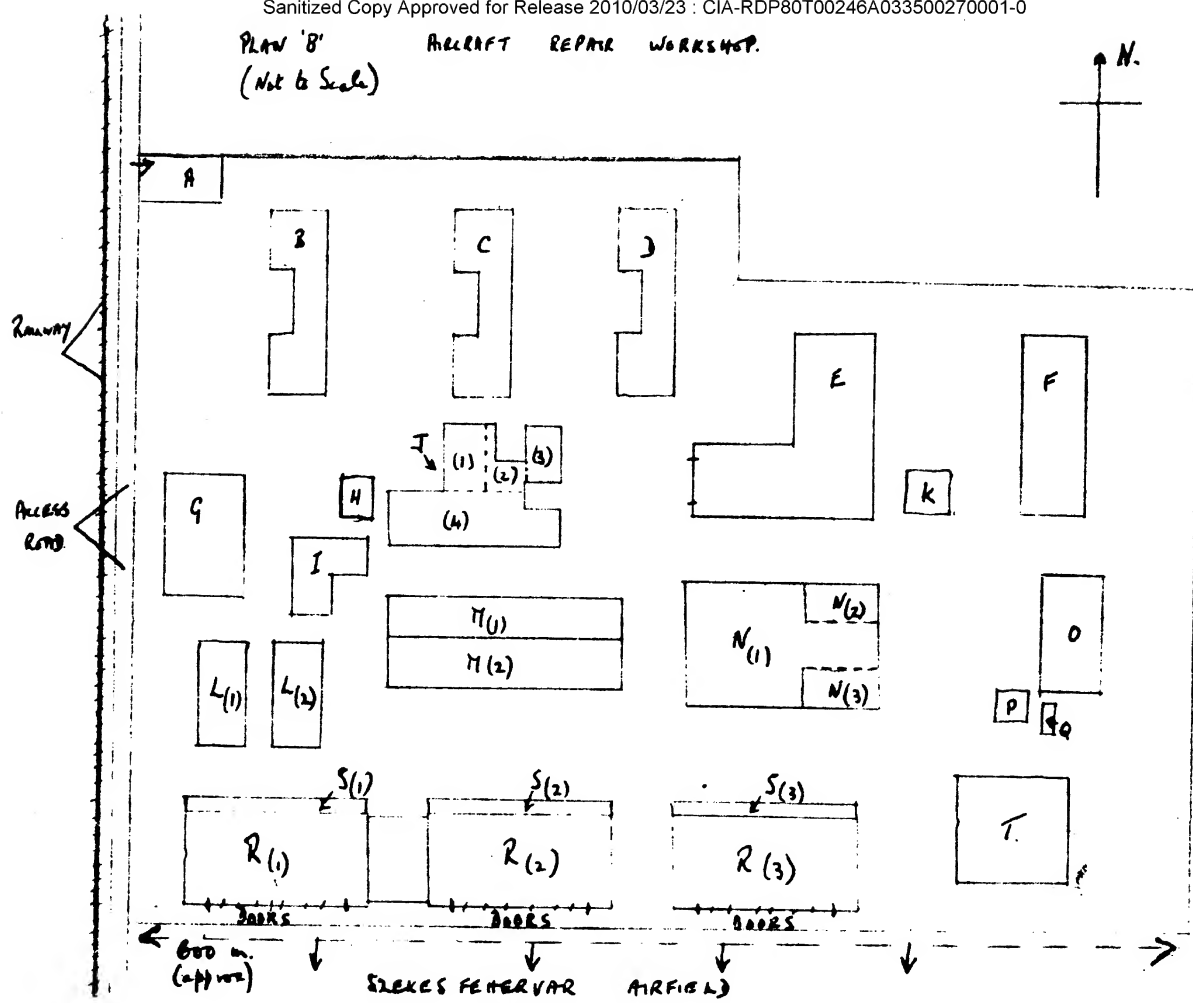 Sanitized Copy Approved for Release 2010/03/23 : CIA-RDP80T00246A033500270001-0
PLAN 'B' AIRCRAFT REPAIR WORKSHOP.
(Not to Scale)
N.
A
B
C
D
RAILWAY
E
F
J
(1)
(2)
(3)
(4)
G
H
K
ACCESS
ROAD
I
M(1)
M(2)
N(1)
N(2)
N(3)
O
L(1)
L(2)
P
Q
S(1)
S(2)
S(3)
R(1)
R(2)
R(3)
T.
DOORS
DOORS
DOORS
600 m.
(approx)
SZEKES FEHERVAR AIRFIELD